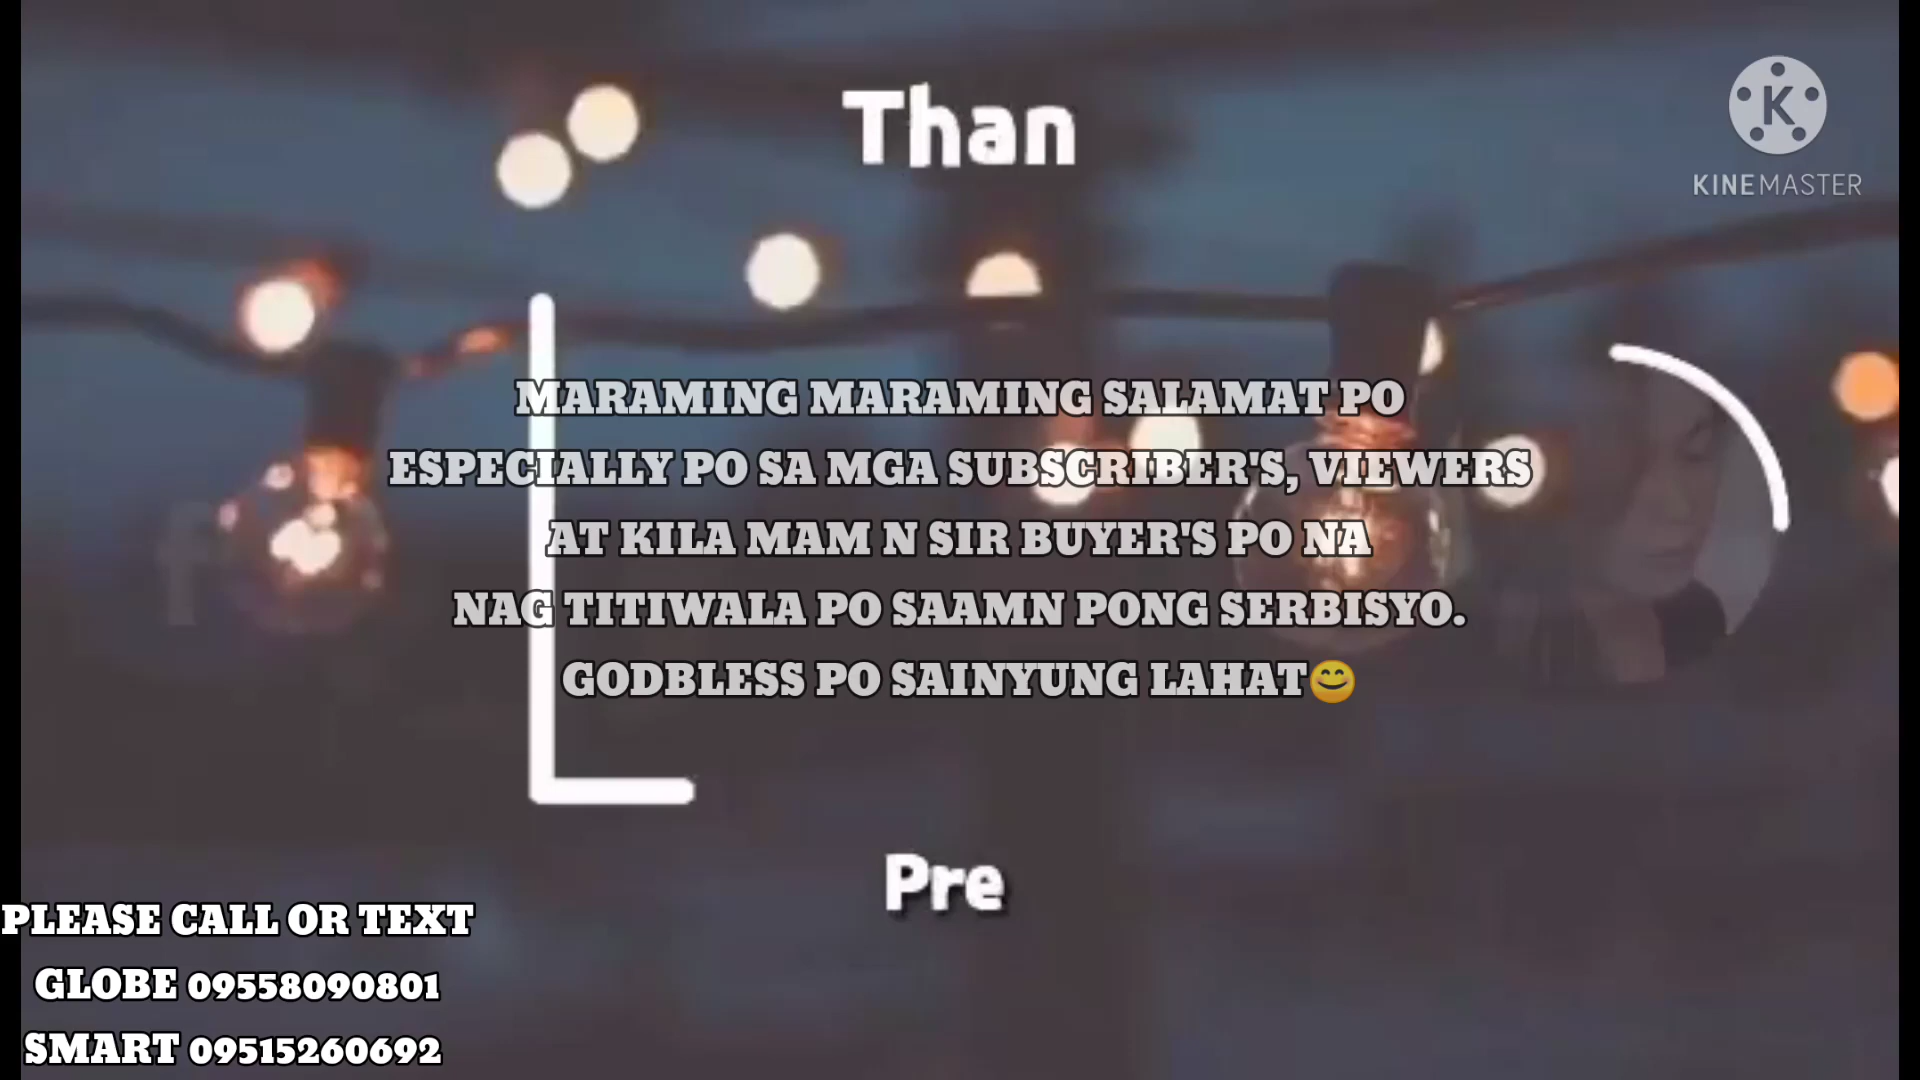 Than
K
KINEMASTER
MARAMING MARAMING SALAMAT PO
ESPECIALLY PO SA MGA SUBSCRIBER'S, VIEWERS
AT KILA MAM N SIR BUYER'S PO NA
NAG TITIWALA PO SAAMN PONG SERBISYO.
GODBLESS PO SAINYUNG LAHAT😊
Pre
PLEASE CALL OR TEXT
GLOBE 09558090801
SMART 09515260692